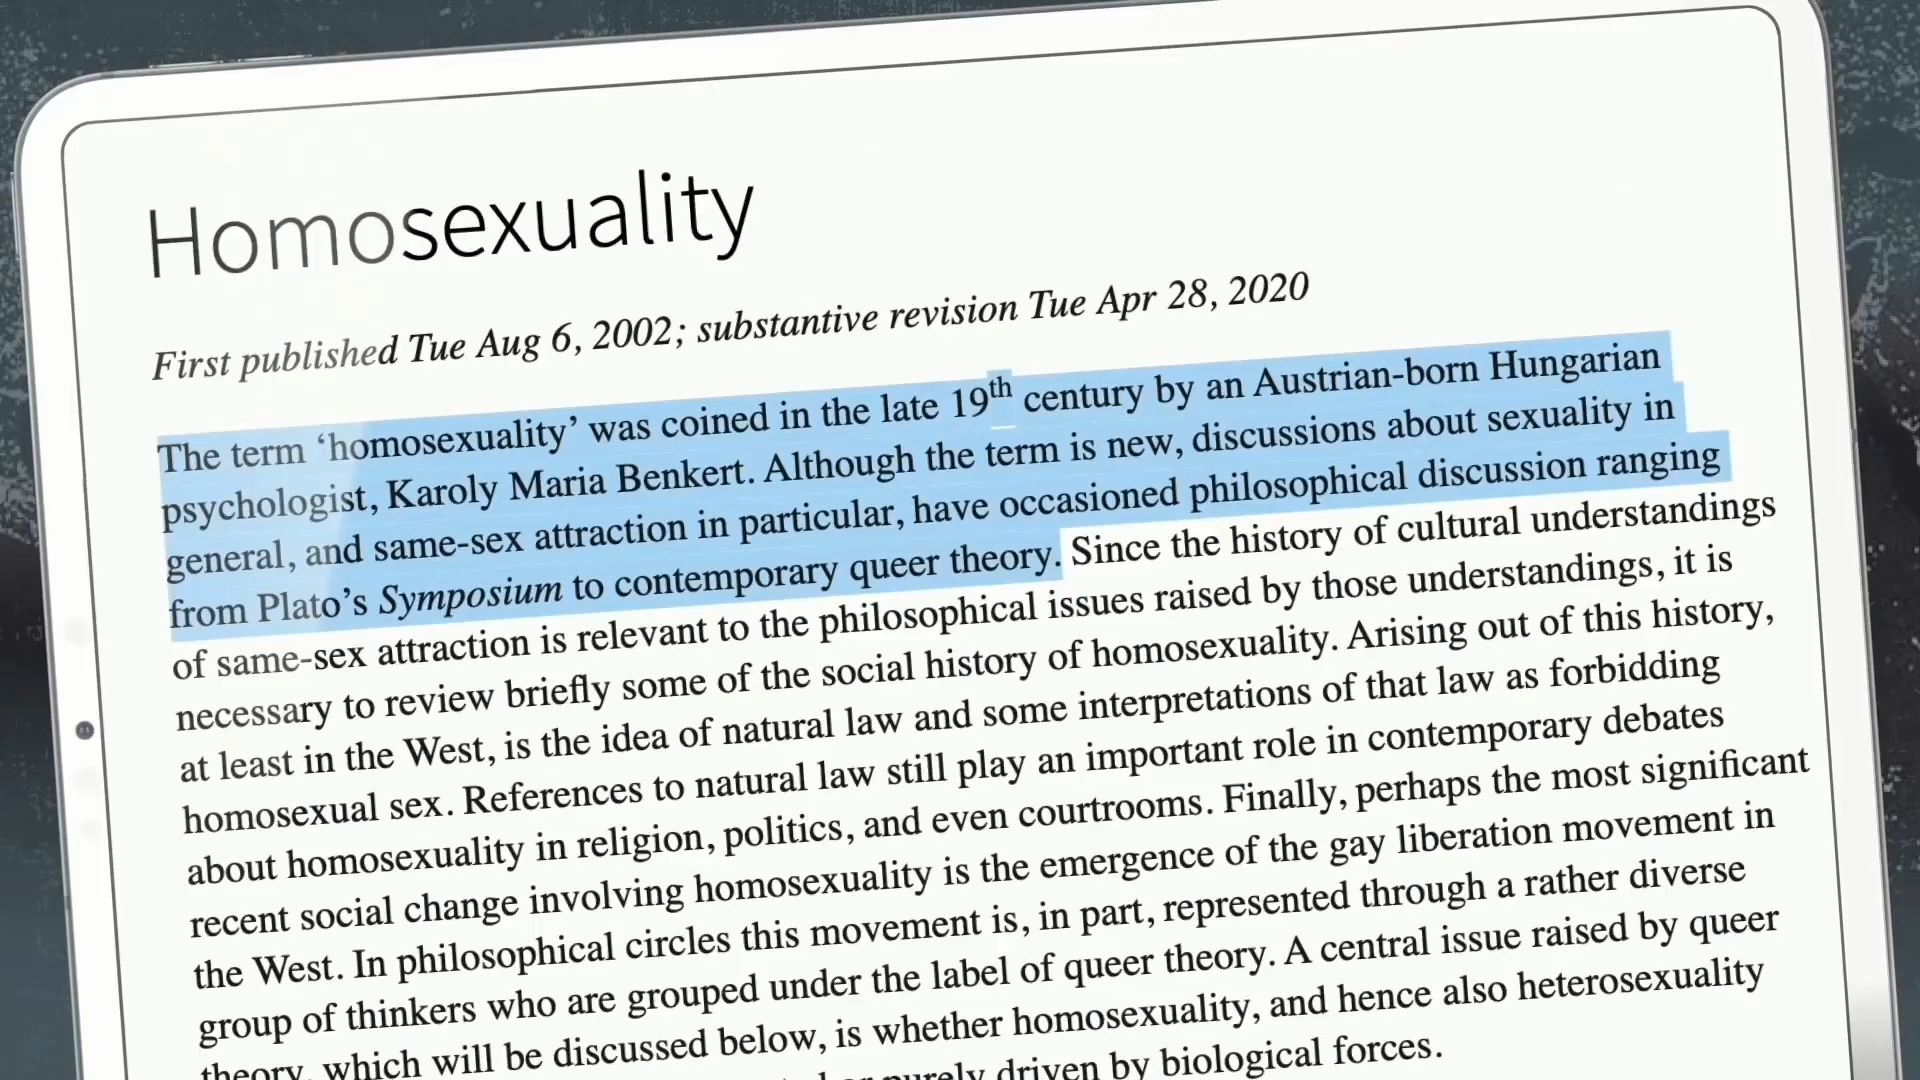 Homosexuality
First published Tue Aug 6, 2002; substantive revision Tue Apr 28, 2020
The term ‘homosexuality’ was coined in the late 19th century by an Austrian-born Hungarian
psychologist, Karoly Maria Benkert. Although the term is new, discussions about sexuality in
general, and same-sex attraction in particular, have occasioned philosophical discussion ranging
from Plato’s Symposium to contemporary queer theory. Since the history of cultural understandings
of same-sex attraction is relevant to the philosophical issues raised by those understandings, it is
necessary to review briefly some of the social history of homosexuality. Arising out of this history,
at least in the West, is the idea of natural law and some interpretations of that law as forbidding
homosexual sex. References to natural law still play an important role in contemporary debates
about homosexuality in religion, politics, and even courtrooms. Finally, perhaps the most significant
recent social change involving homosexuality is the emergence of the gay liberation movement in
the West. In philosophical circles this movement is, in part, represented through a rather diverse
group of thinkers who are grouped under the label of queer theory. A central issue raised by queer
theory, which will be discussed below, is whether homosexuality, and hence also heterosexuality
purely driven by biological forces.